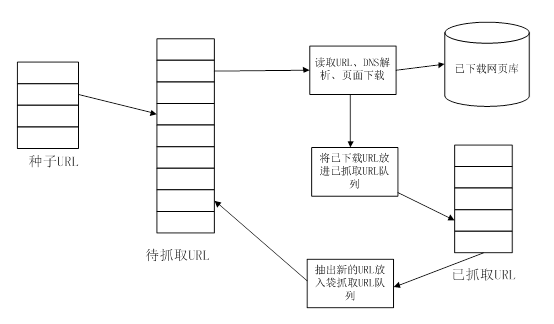 读取URL、DNS解
析、页面下载
已下载网页库
种子URL
将已下载URL放
进已抓取URL队
列
待抓取URL
抽出新的URL放
入袋抓取URL队
列
已抓取URL